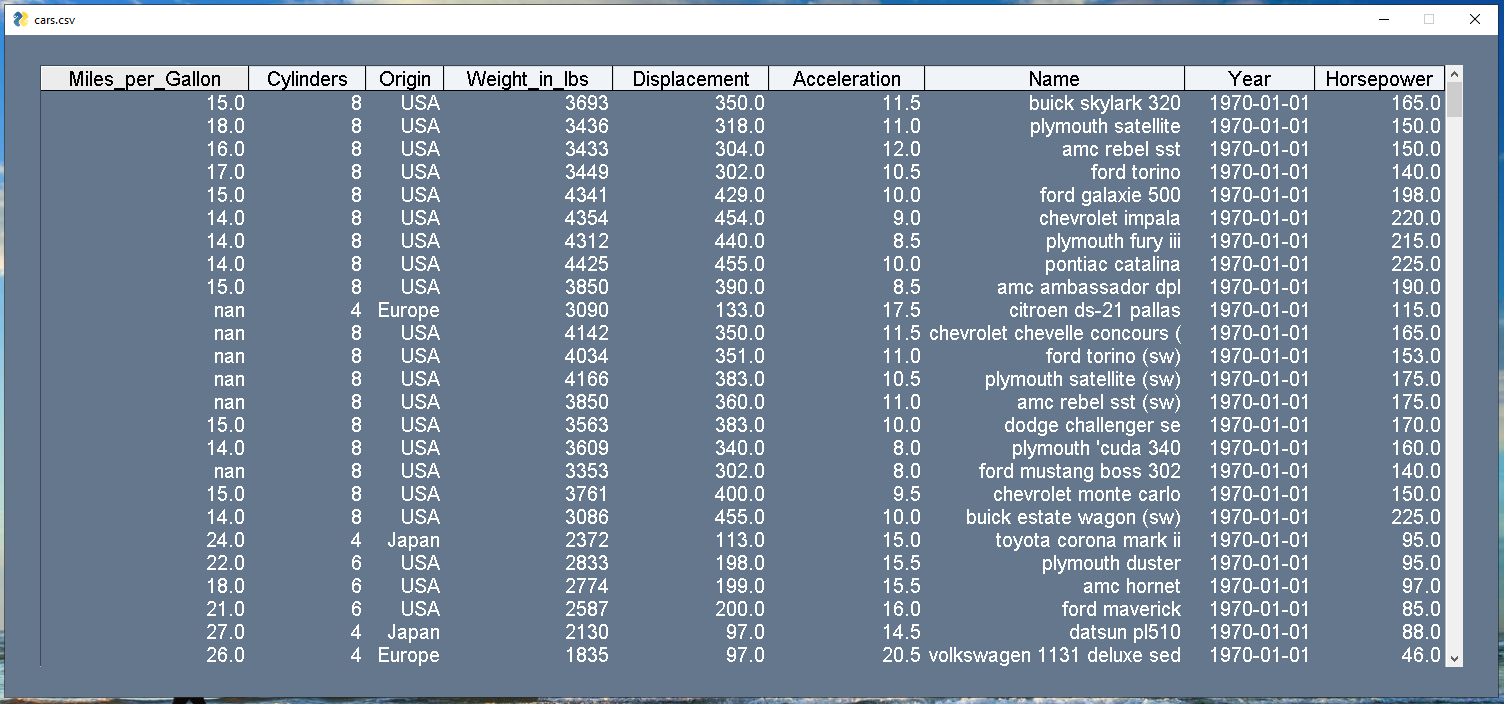 cars.csv
Miles_per_Gallon Cylinders Origin Weight_in_lbs Displacement Acceleration Name Year Horsepower
15.0 8 USA 3693 350.0 11.5 buick skylark 320 1970-01-01 165.0
18.0 8 USA 3436 318.0 11.0 plymouth satellite 1970-01-01 150.0
16.0 8 USA 3433 304.0 12.0 amc rebel sst 1970-01-01 150.0
17.0 8 USA 3449 302.0 10.5 ford torino 1970-01-01 140.0
15.0 8 USA 4341 429.0 10.0 ford galaxie 500 1970-01-01 198.0
14.0 8 USA 4354 454.0 9.0 chevrolet impala 1970-01-01 220.0
14.0 8 USA 4312 440.0 8.5 plymouth fury iii 1970-01-01 215.0
14.0 8 USA 4425 455.0 10.0 pontiac catalina 1970-01-01 225.0
15.0 8 USA 3850 390.0 8.5 amc ambassador dpl 1970-01-01 190.0
nan 4 Europe 3090 133.0 17.5 citroen ds-21 pallas 1970-01-01 115.0
nan 8 USA 4142 350.0 11.5 chevrolet chevelle concours ( 1970-01-01 165.0
nan 8 USA 4034 351.0 11.0 ford torino (sw) 1970-01-01 153.0
nan 8 USA 4166 383.0 10.5 plymouth satellite (sw) 1970-01-01 175.0
nan 8 USA 3850 360.0 11.0 amc rebel sst (sw) 1970-01-01 175.0
15.0 8 USA 3563 383.0 10.0 dodge challenger se 1970-01-01 170.0
14.0 8 USA 3609 340.0 8.0 plymouth 'cuda 340 1970-01-01 160.0
nan 8 USA 3353 302.0 8.0 ford mustang boss 302 1970-01-01 140.0
15.0 8 USA 3761 400.0 9.5 chevrolet monte carlo 1970-01-01 150.0
14.0 8 USA 3086 455.0 10.0 buick estate wagon (sw) 1970-01-01 225.0
24.0 4 Japan 2372 113.0 15.0 toyota corona mark ii 1970-01-01 95.0
22.0 6 USA 2833 198.0 15.5 plymouth duster 1970-01-01 95.0
18.0 6 USA 2774 199.0 15.5 amc hornet 1970-01-01 97.0
21.0 6 USA 2587 200.0 16.0 ford maverick 1970-01-01 85.0
27.0 4 Japan 2130 97.0 14.5 datsun pl510 1970-01-01 88.0
26.0 4 Europe 1835 97.0 20.5 volkswagen 1131 deluxe sed 1970-01-01 46.0